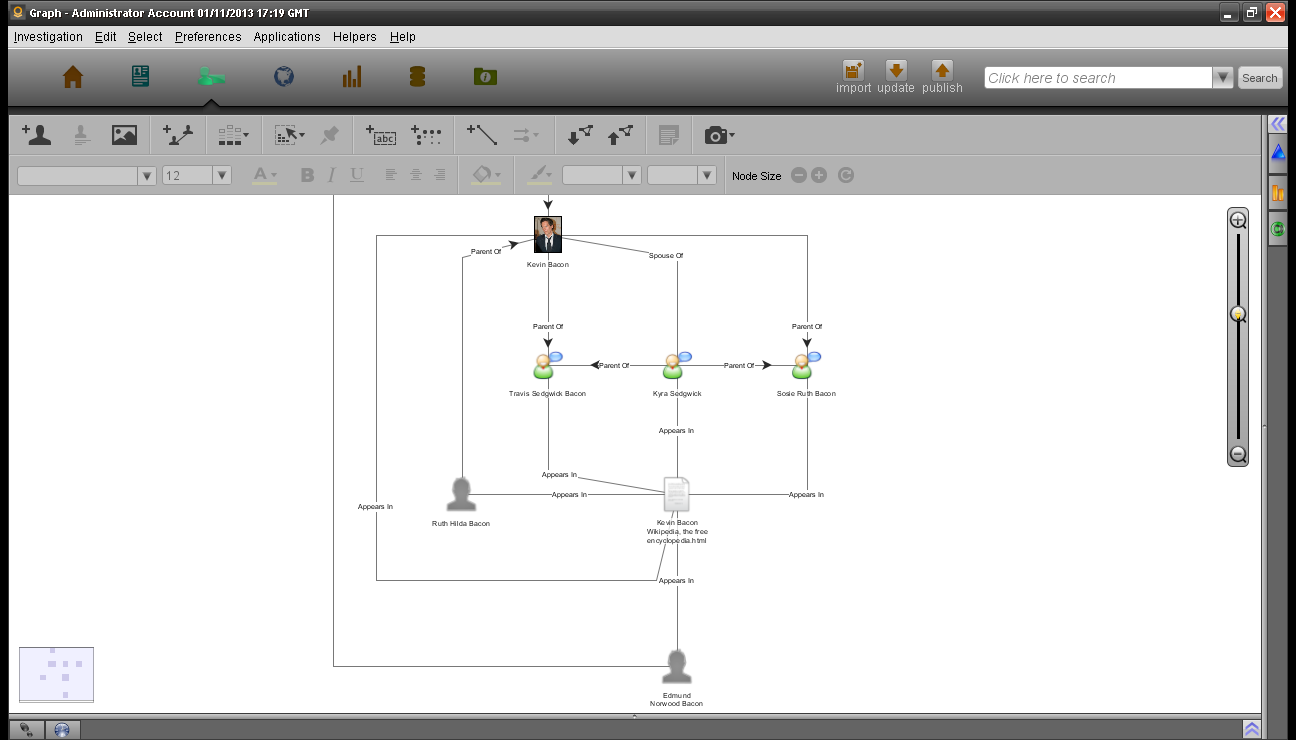 Graph - Administrator Account 01/11/2013 17:19 GMT
Investigation Edit Select Preferences Applications Helpers Help
import update publish
Click here to search
Search
abc
12
A B I U
Node Size
Parent Of
Spouse Of
Kevin Bacon
Parent Of
Parent Of
Parent Of
Parent Of
Travis Sedgwick Bacon
Kyra Sedgwick
Sosie Ruth Bacon
Appears In
Appears In
Appears In
Appears In
Appears In
Ruth Hilda Bacon
Kevin Bacon
Wikipedia, the free
encyclopedia.html
Appears In
Edmund
Norwood Bacon